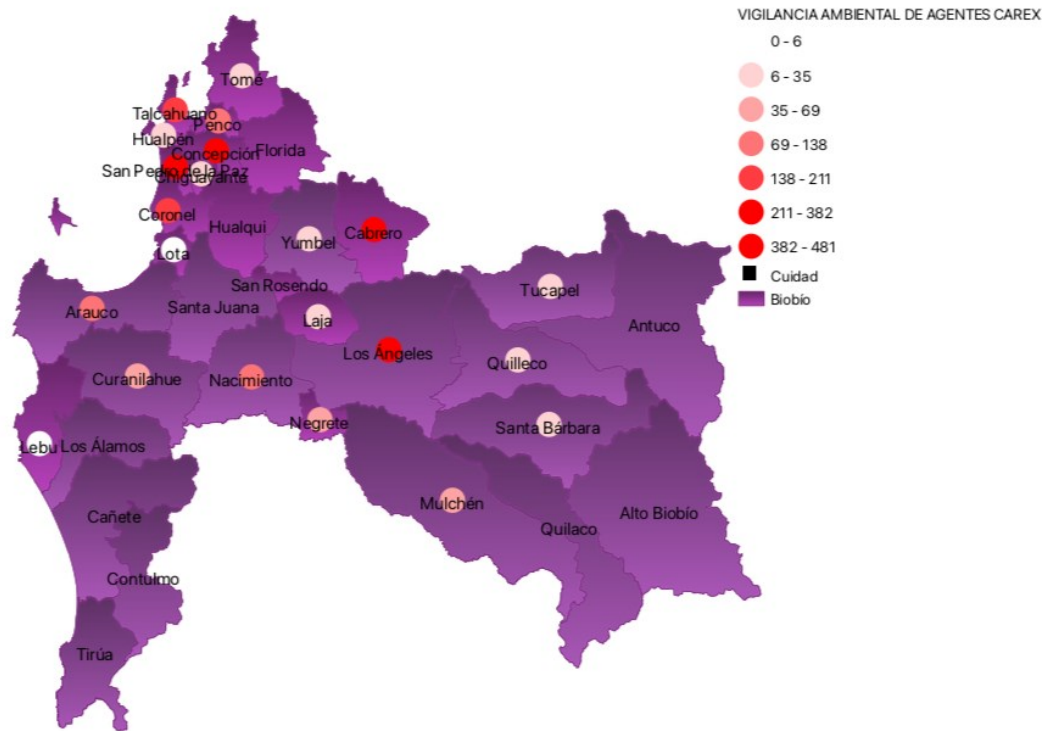 VIGILANCIA AMBIENTAL DE AGENTES CAREX
0 - 6
6 - 35
35 - 69
69 - 138
138 - 211
211 - 382
382 - 481
Cuidad
Biobío
Tomé
Talcahuano
Penco
Hualpén
Concepción
Florida
San Pedro de la Paz
Chiguayante
Coronel
Hualqui
Cabrero
Yumbel
Lota
San Rosendo
Tucapel
Santa Juana
Arauco
Laja
Antuco
Los Ángeles
Quilleco
Curanilahue
Nacimiento
Negrete
Santa Bárbara
Lebu
Los Álamos
Mulchén
Alto Biobío
Cañete
Quilaco
Contulmo
Tirúa